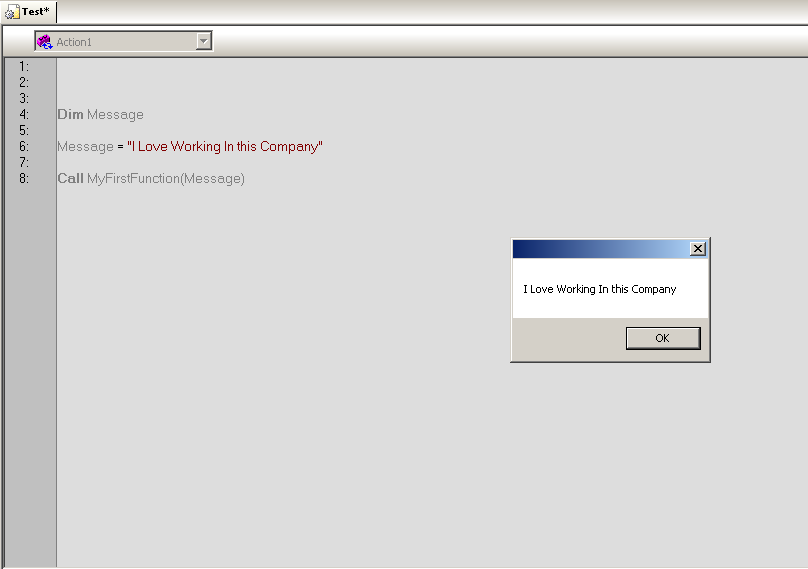 Test*
Action1
1:
2:
3:
4: Dim Message
5:
6: Message = "I Love Working In this Company"
7:
8: Call MyFirstFunction(Message)
I Love Working In this Company
OK